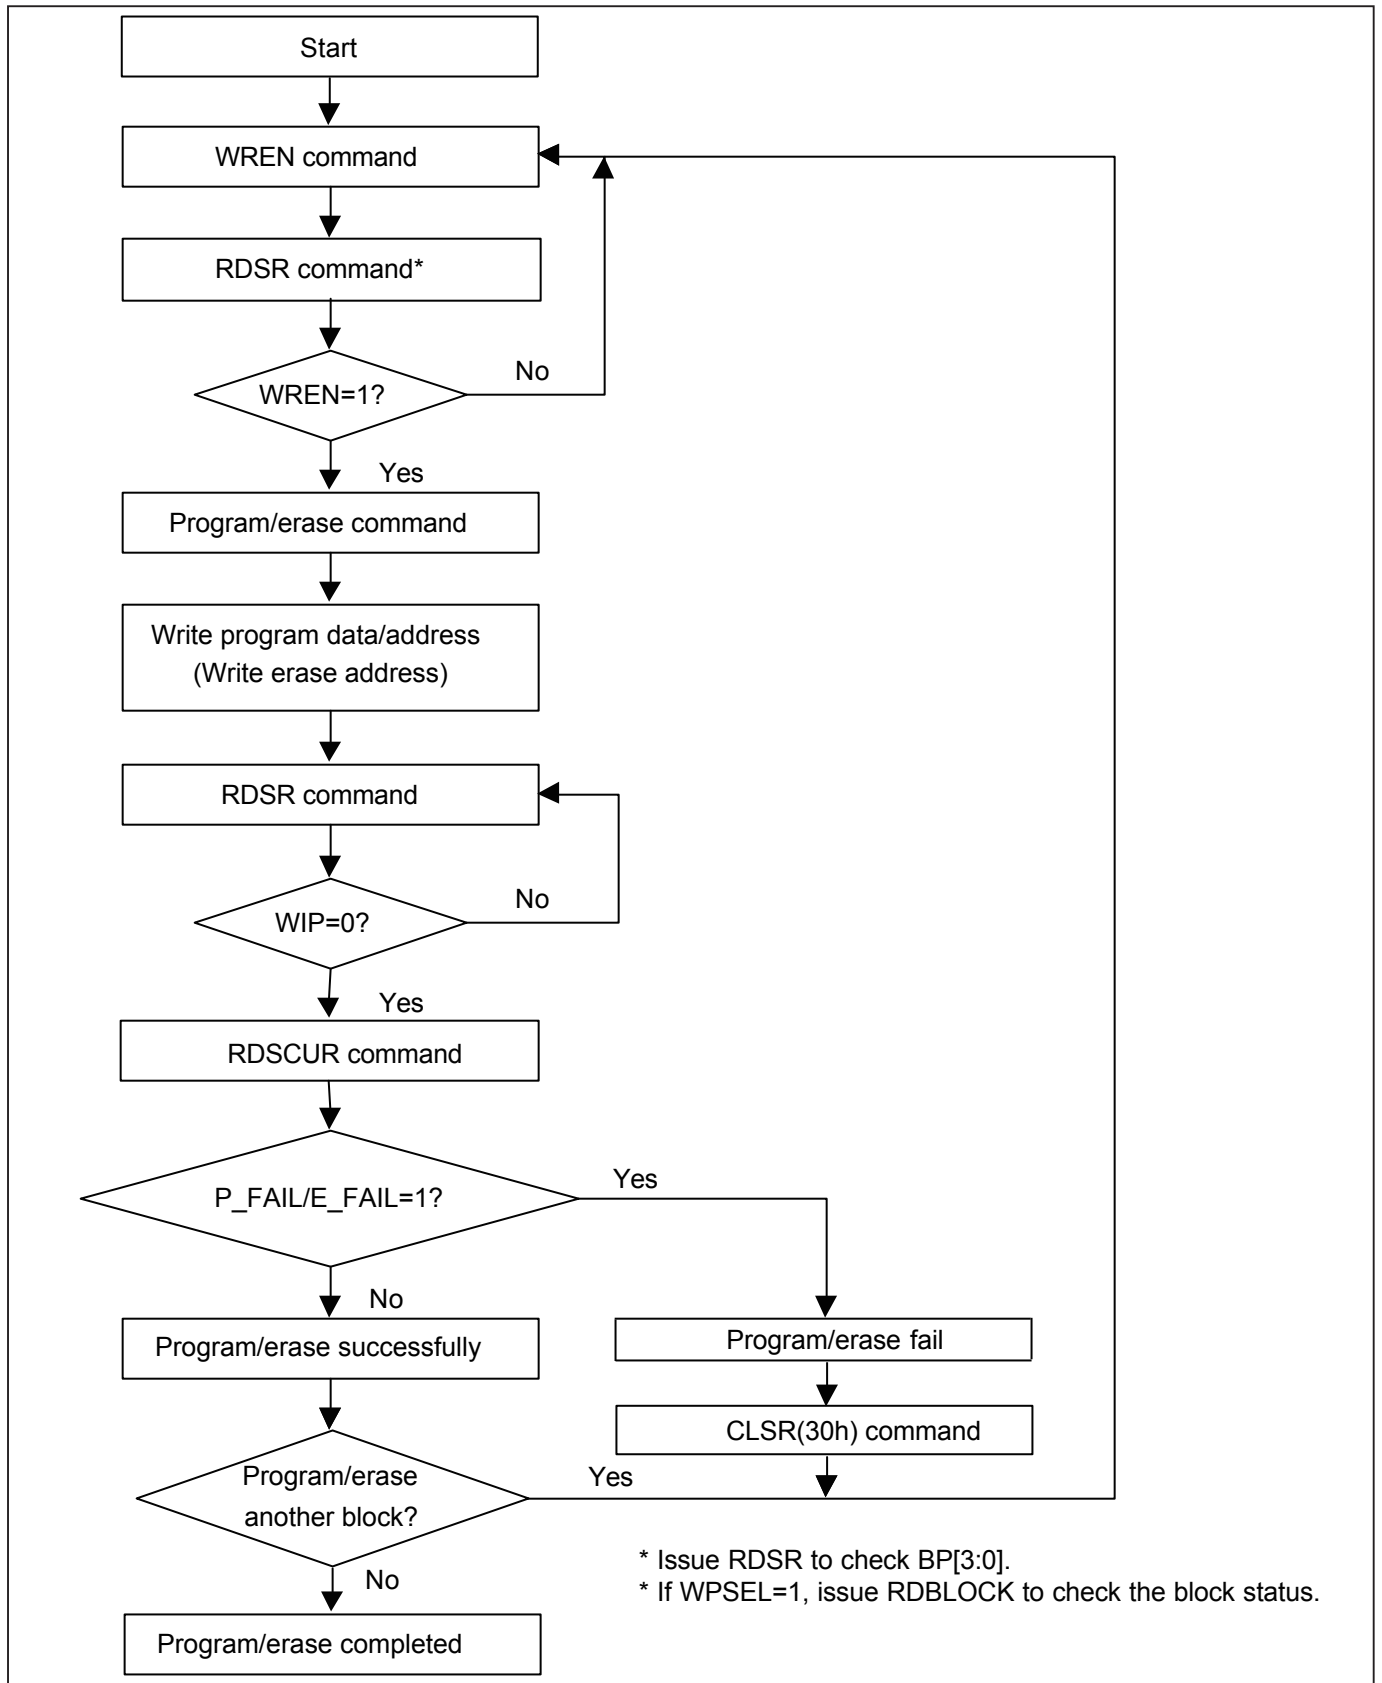 Start
WREN command
RDSR command*
WREN=1?
No
Yes
Program/erase command
Write program data/address
(Write erase address)
RDSR command
WIP=0?
No
Yes
RDSCUR command
P_FAIL/E_FAIL=1?
Yes
No
Program/erase successfully
Program/erase fail
CLSR(30h) command
Program/erase
another block?
Yes
No
* Issue RDSR to check BP[3:0].
* If WPSEL=1, issue RDBLOCK to check the block status.
Program/erase completed